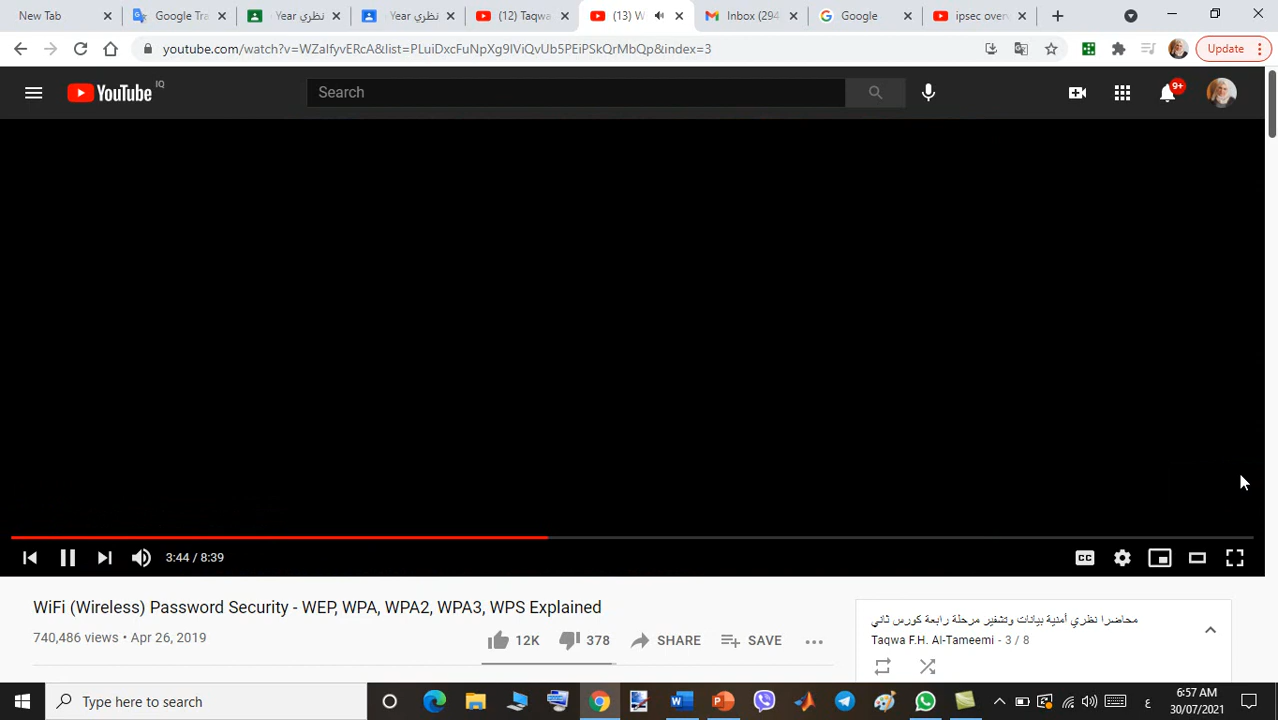 New Tab
Google Tra
Year نظري
Year نظري
(12) Taqwa
(13) W
Inbox (294
Google
ipsec over
youtube.com/watch?v=WZaIfyvERcA&list=PLuiDxcFuNpXg9IViQvUb5PEiPSkQrMbQp&index=3
Update
YouTube IQ
Search
9+
3:44 / 8:39
CC
WiFi (Wireless) Password Security - WEP, WPA, WPA2, WPA3, WPS Explained
740,486 views • Apr 26, 2019
12K
378
SHARE
SAVE
محاضرا نظري أمنية بيانات وتشفير مرحلة رابعة كورس ثاني
Taqwa F.H. Al-Tameemi - 3 / 8
Type here to search
ع
6:57 AM
30/07/2021